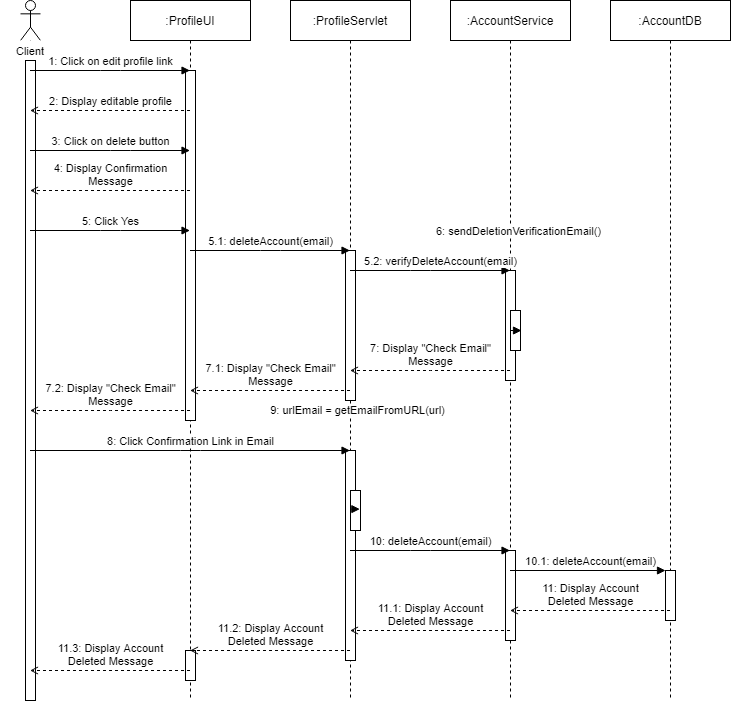 :ProfileUI
:ProfileServlet
:AccountService
:AccountDB
Client
1: Click on edit profile link
2: Display editable profile
3: Click on delete button
4: Display Confirmation
Message
5: Click Yes
6: sendDeletionVerificationEmail()
5.1: deleteAccount(email)
5.2: verifyDeleteAccount(email)
7: Display "Check Email"
Message
7.1: Display "Check Email"
Message
7.2: Display "Check Email"
Message
9: urlEmail = getEmailFromURL(url)
8: Click Confirmation Link in Email
10: deleteAccount(email)
10.1: deleteAccount(email)
11: Display Account
Deleted Message
11.1: Display Account
Deleted Message
11.2: Display Account
Deleted Message
11.3: Display Account
Deleted Message